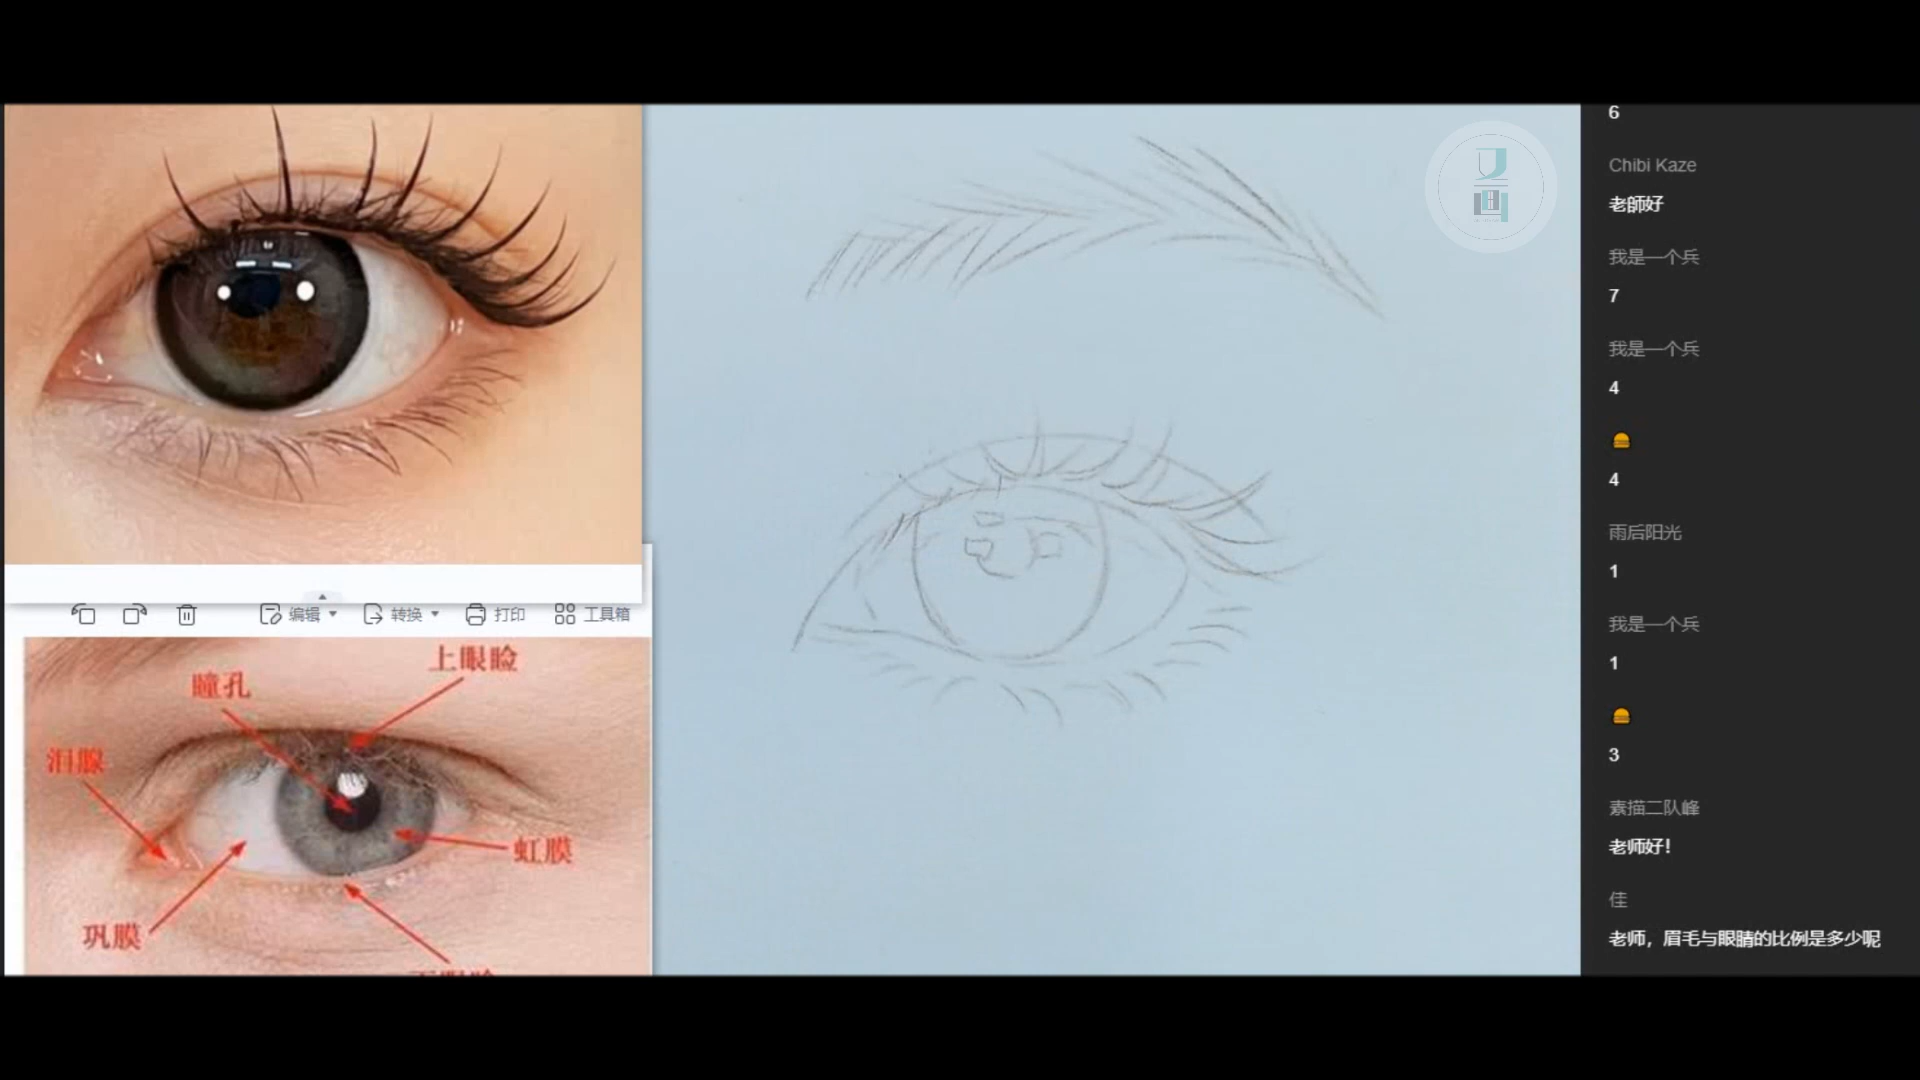 编辑
转换
打印
工具箱
上眼睑
瞳孔
泪腺
虹膜
巩膜
6
Chibi Kaze
老師好
我是一个兵
7
我是一个兵
4
4
雨后阳光
1
我是一个兵
1
3
素描二队峰
老师好!
佳
老师，眉毛与眼睛的比例是多少呢